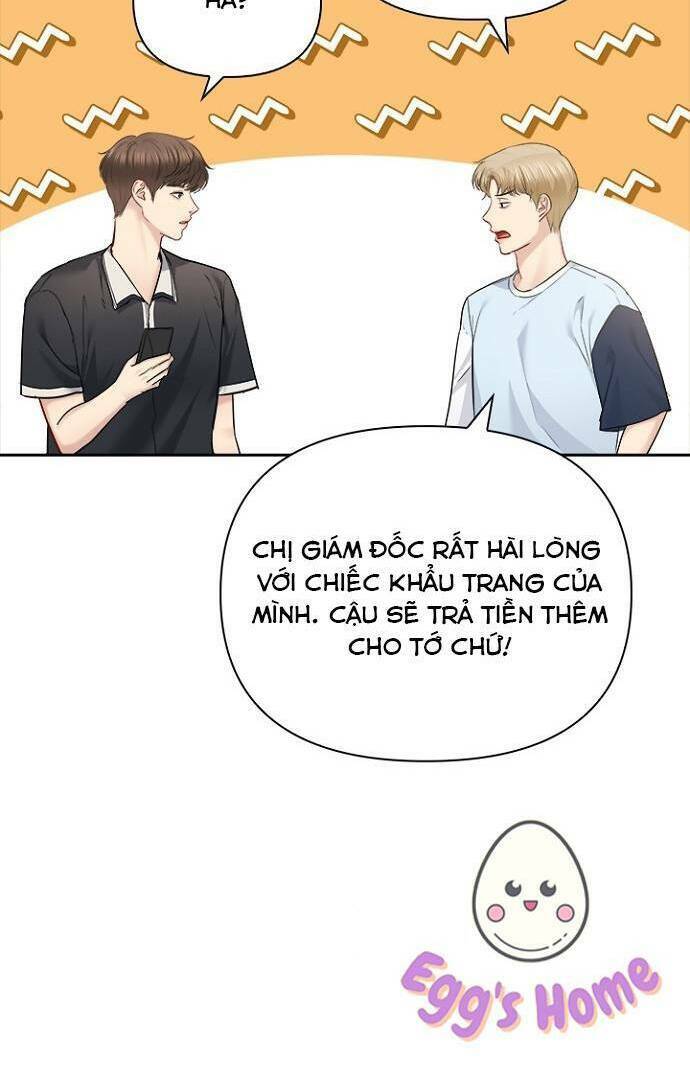 HẢ?
CHỊ GIÁM ĐỐC RẤT HÀI LÒNG
VỚI CHIẾC KHẨU TRANG CỦA
MÌNH. CẬU SẼ TRẢ TIỀN THÊM
CHO TỚ CHỨ!
Egg's Home